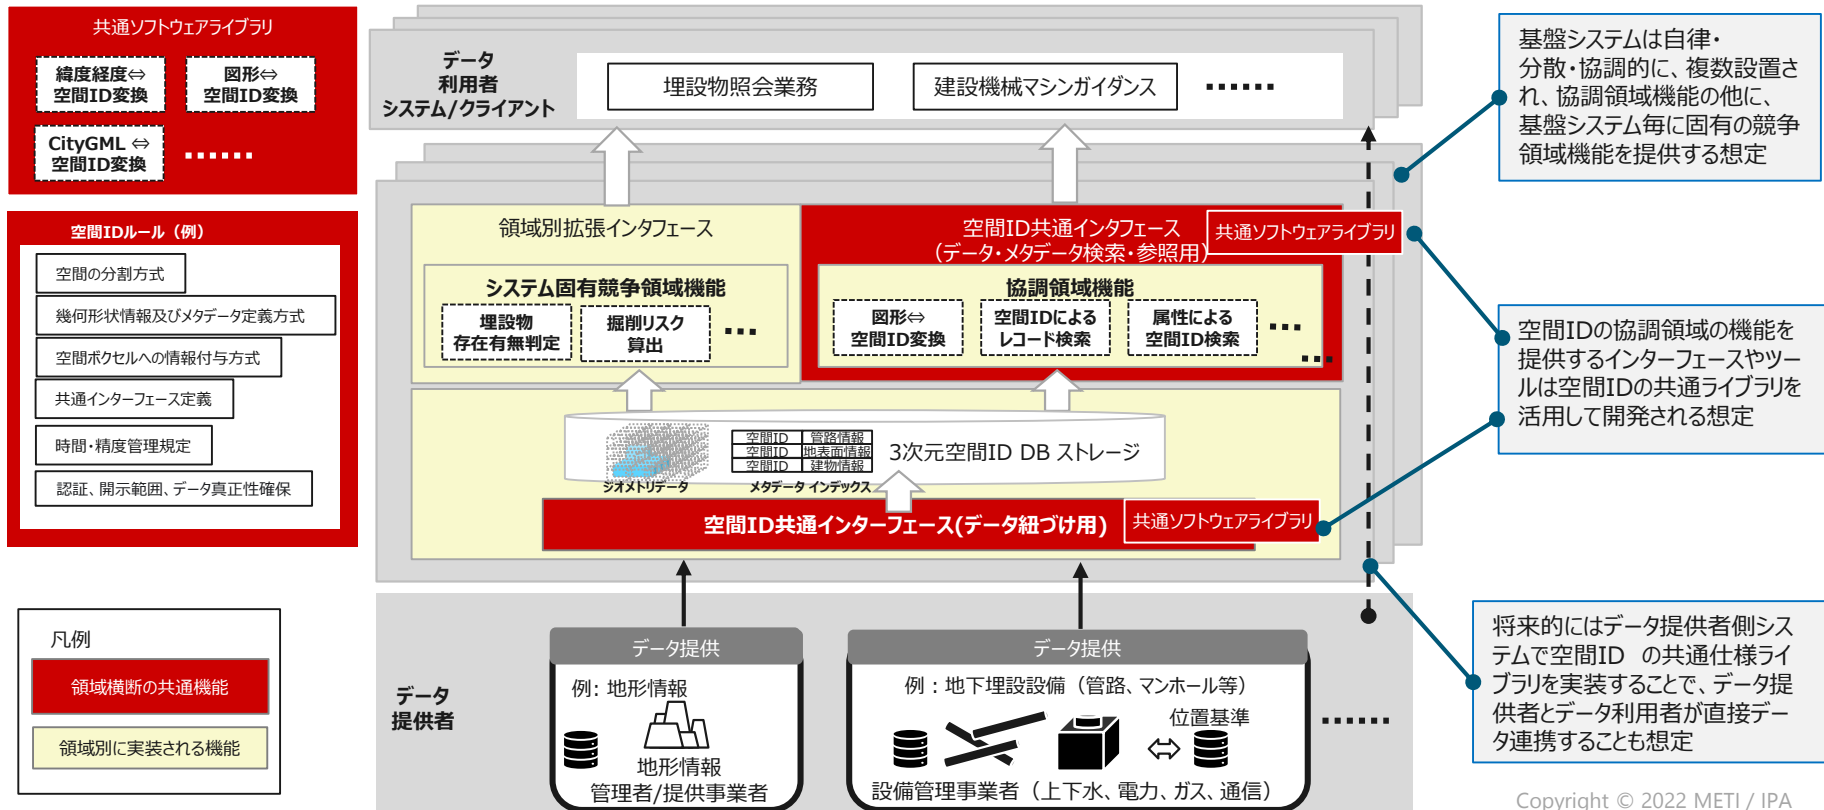 共通ソフトウェアライブラリ
緯度経度⇔
空間ID変換
図形⇔
空間ID変換
CityGML ⇔
空間ID変換
▪▪▪▪▪▪
空間IDルール（例）
空間の分割方式
幾何形状情報及びメタデータ定義方式
空間ボクセルへの情報付与方式
共通インターフェース定義
時間・精度管理規定
認証、開示範囲、データ真正性確保
凡例
領域横断の共通機能
領域別に実装される機能
データ
利用者
システム/クライアント
埋設物照会業務
建設機械マシンガイダンス
▪▪▪▪▪▪
領域別拡張インタフェース
システム固有競争領域機能
埋設物
存在有無判定
掘削リスク
算出
▪▪▪
空間ID共通インタフェース
（データ・メタデータ検索・参照用）
共通ソフトウェアライブラリ
協調領域機能
図形⇔
空間ID変換
空間IDによる
レコード検索
属性による
空間ID検索
▪▪▪
▪▪▪
ジオメトリデータ
空間ID 管路情報
空間ID 地表面情報
空間ID 建物情報
メタデータ インデックス
3次元空間ID DB ストレージ
空間ID共通インターフェース(データ紐づけ用)
共通ソフトウェアライブラリ
データ
提供者
データ提供
例: 地形情報
地形情報
管理者/提供事業者
データ提供
例：地下埋設設備（管路、マンホール等）
位置基準
設備管理事業者（上下水、電力、ガス、通信）
▪▪▪▪▪▪
基盤システムは自律・
分散・協調的に、複数設置さ
れ、協調領域機能の他に、
基盤システム毎に固有の競争
領域機能を提供する想定
空間IDの協調領域の機能を
提供するインターフェースやツー
ルは空間IDの共通ライブラリを
活用して開発される想定
将来的にはデータ提供者側シス
テムで空間ID の共通仕様ライ
ブラリを実装することで、データ提
供者とデータ利用者が直接デー
タ連携することも想定
Copyright © 2022 METI / IPA